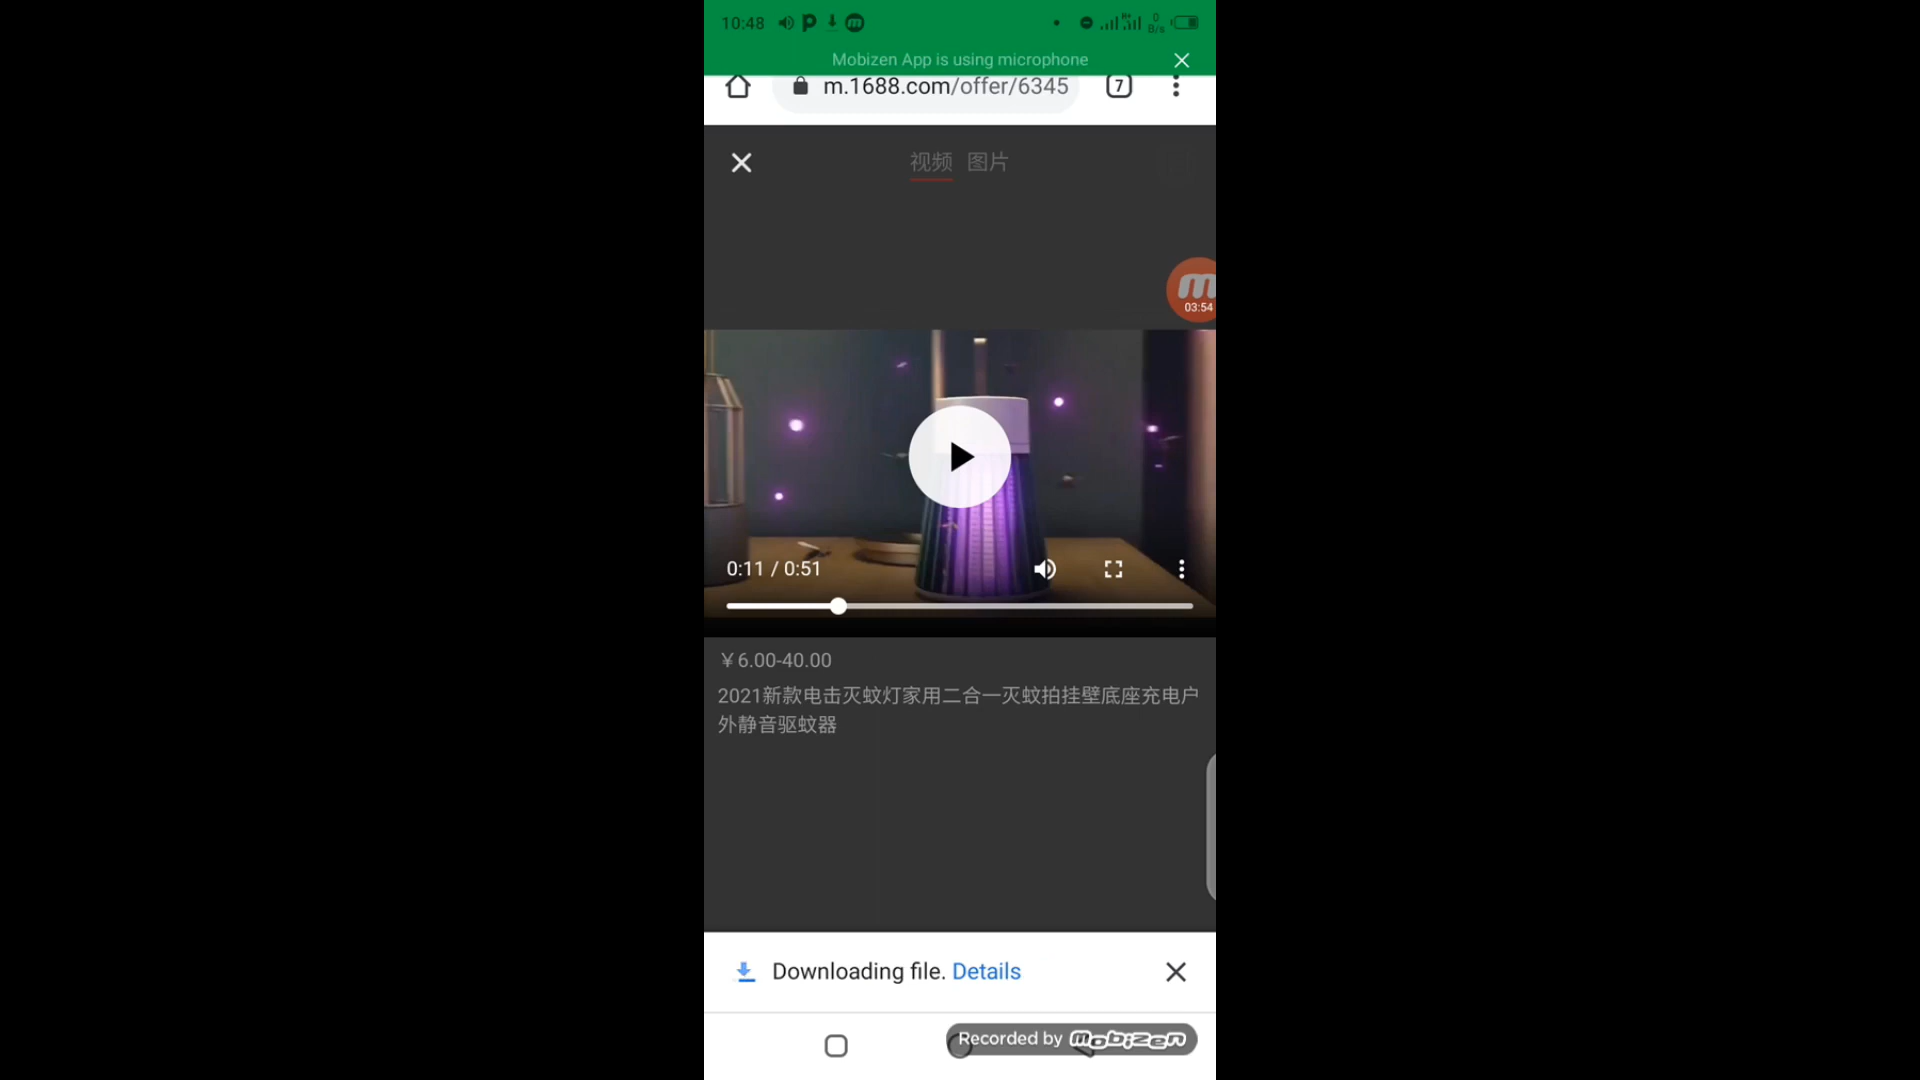 10:48
0
B/s
Mobizen App is using microphone
m.1688.com/offer/6345
7
视频 图片
03:54
0:11 / 0:51
￥6.00-40.00
2021新款电击灭蚊灯家用二合一灭蚊拍挂壁底座充电户
外静音驱蚊器
Downloading file. Details
Recorded by mobizen